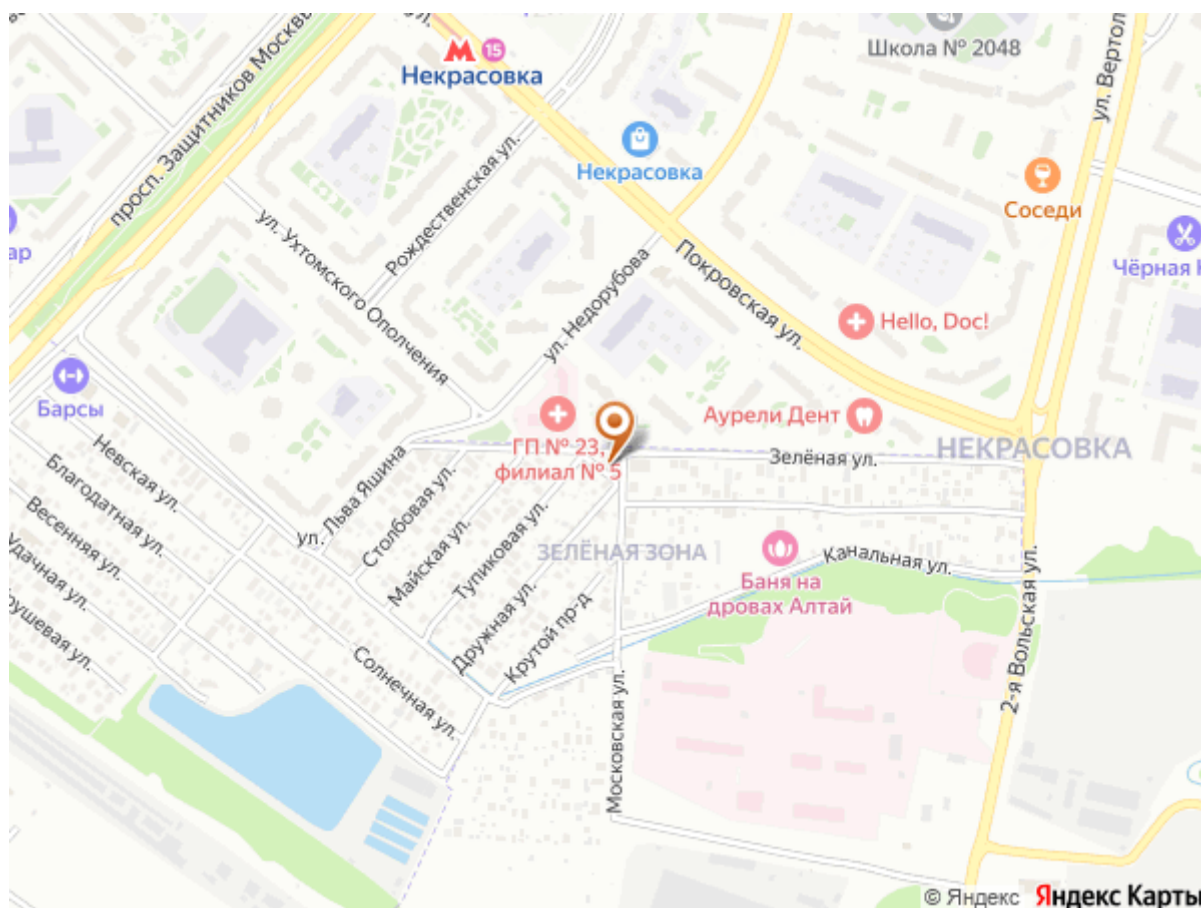 Школа № 2048
15
Некрасовка
ул.
ул. Вертол
просп. Защитников Москвы
Рождественская ул.
Некрасовка
Соседи
ар
ул. Ухтомского Ополчения
ул. Недорубова
Покровская ул.
Чёрная К
Hello, Doc!
Барсы
Аурели Дент
ГП № 23,
филиал № 5
Зелёная ул.
НЕКРАСОВКА
Невская ул.
Благодатная ул.
Весенняя ул.
Удачная ул.
рушевая ул.
ул. Льва Яшина
Столбовая ул.
Майская ул.
Тупиковая ул.
Дружная ул.
Крутой пр-д
Солнечная ул.
ЗЕЛЁНАЯ ЗОНА
Баня на
дровах Алтай
Канальная ул.
2-я Вольская ул.
Московская ул.
© Яндекс Яндекс Карты